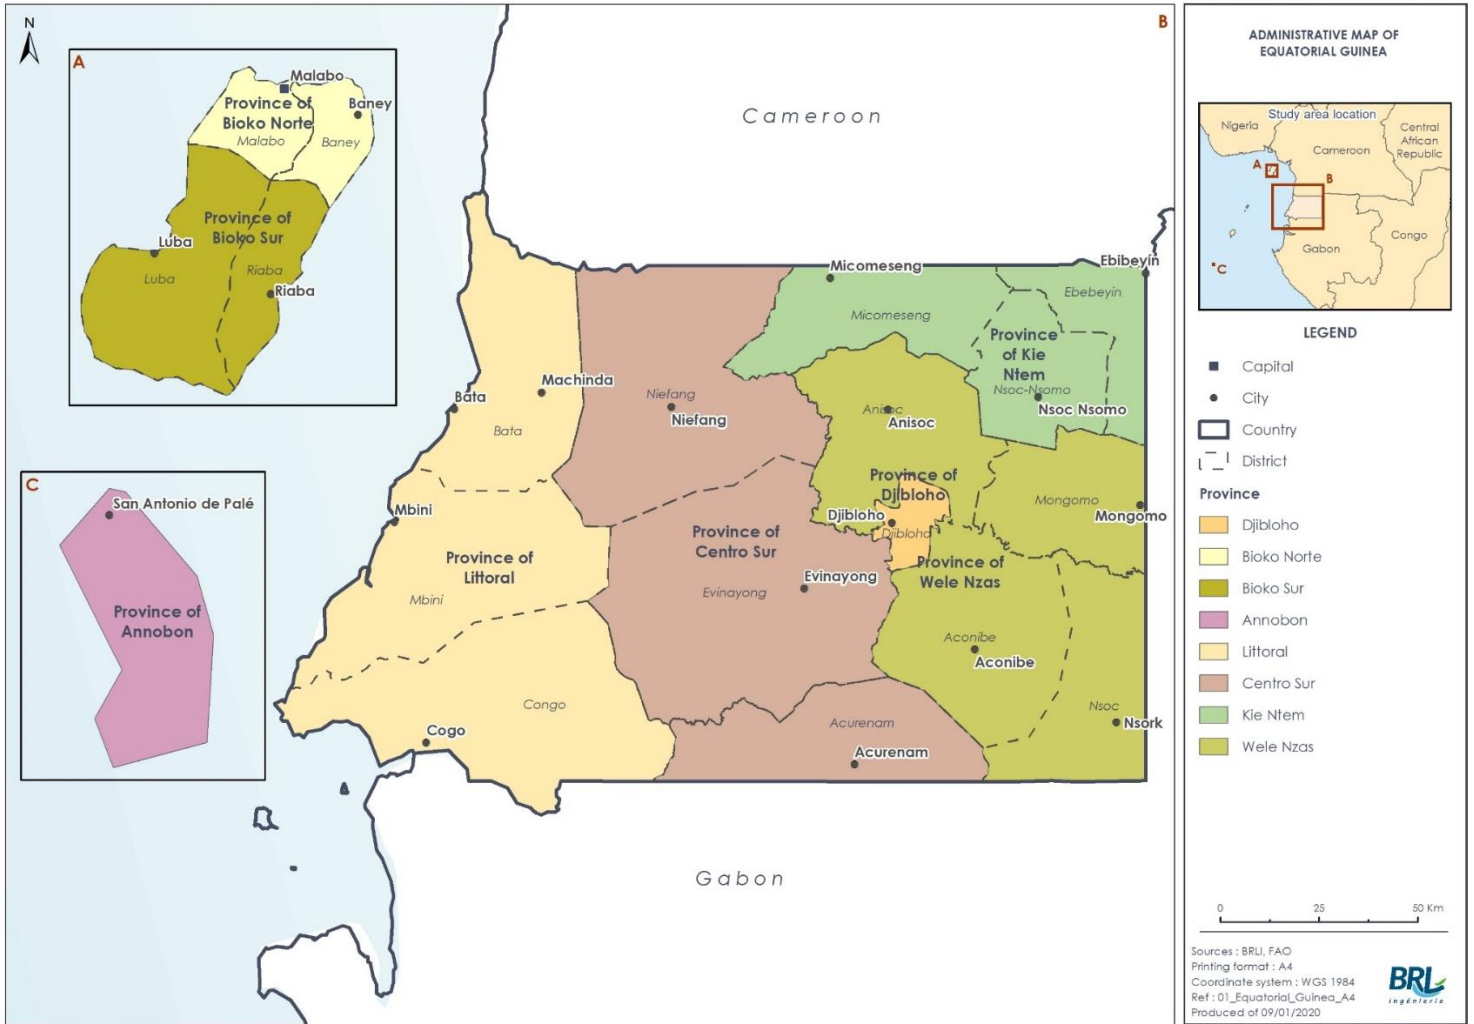 N
A
Malabo
Province of
Bioko Norte
Baney
Malabo
Baney
Province of
Bioko Sur
Luba
Luba
Riaba
Riaba
C
San Antonio de Palé
Province of
Annobon
B
Cameroon
Micomeseng
Ebibeyin
Ebebeyin
Micomeseng
Province
of Kie
Ntem
Nsoc-Nsomo
Nsoc Nsomo
Machinda
Bata
Bata
Niefang
Niefang
Anisoc
Anisoc
Province of
Djibloho
Djibloho
Djibloho
Mongomo
Mongomo
Mbini
Province of
Littoral
Mbini
Province of
Centro Sur
Evinayong
Evinayong
Province of
Wele Nzas
Aconibe
Aconibe
Nsoc
Nsork
Congo
Cogo
Acurenam
Acurenam
Gabon
ADMINISTRATIVE MAP OF
EQUATORIAL GUINEA
Study area location
Nigeria
Central
African
Republic
Cameroon
A
B
Gabon
Congo
C
LEGEND
Capital
City
Country
District
Province
Djibloho
Bioko Norte
Bioko Sur
Annobon
Littoral
Centro Sur
Kie Ntem
Wele Nzas
0 25 50 Km
Sources : BRLI, FAO
Printing format : A4
Coordinate system : WGS 1984
Ref : 01_Equatorial_Guinea_A4
Produced of 09/01/2020
BRL
Ingénierie